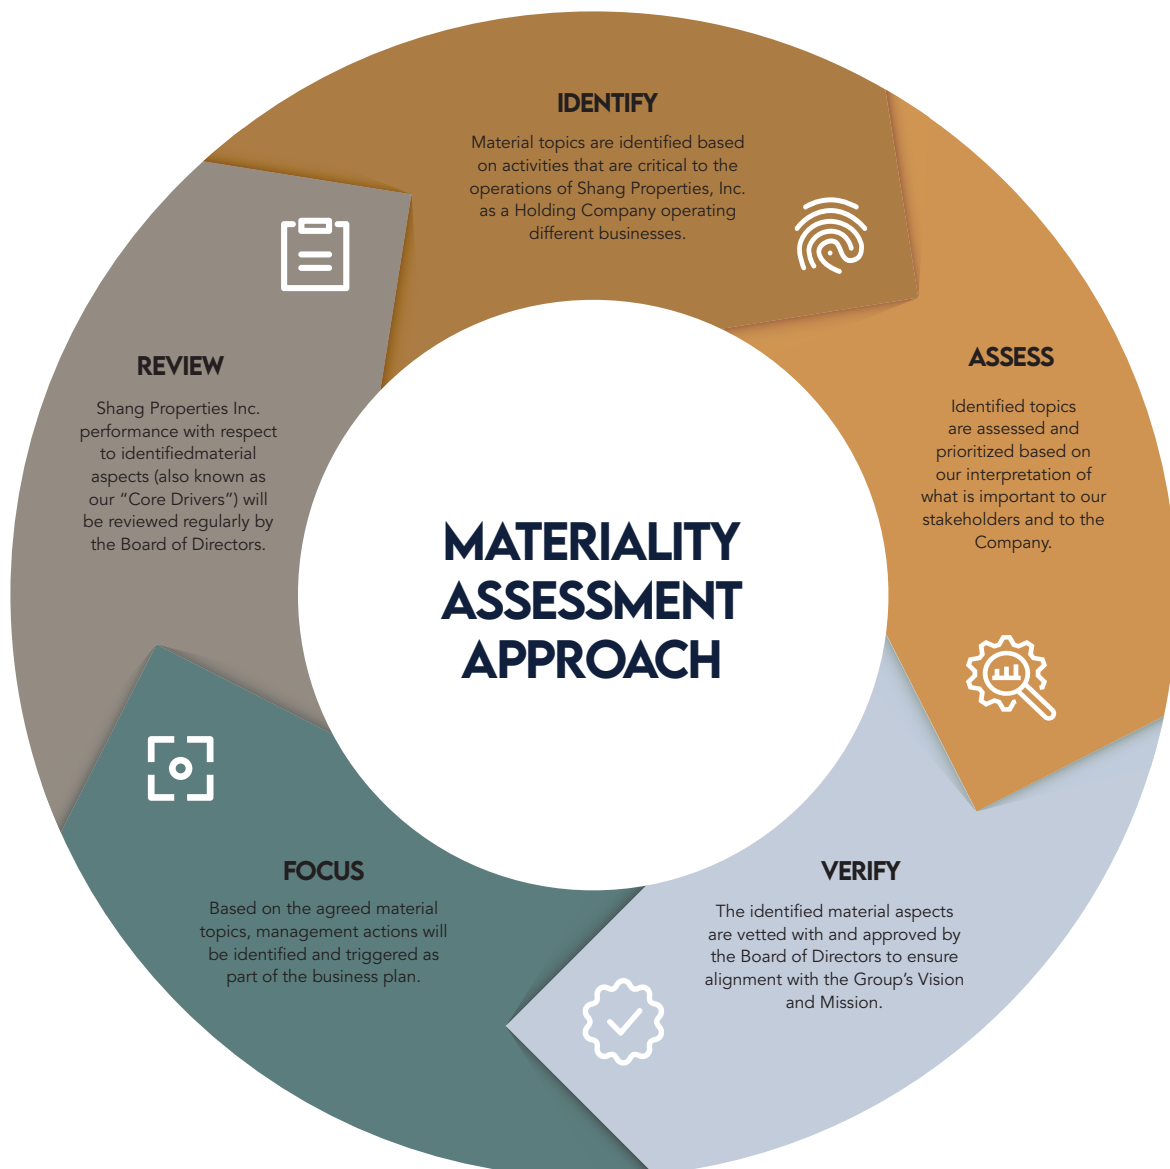 IDENTIFY
Material topics are identified based
on activities that are critical to the
operations of Shang Properties, Inc.
as a Holding Company operating
different businesses.
ASSESS
Identified topics
are assessed and
prioritized based on
our interpretation of
what is important to our
stakeholders and to the
Company.
VERIFY
The identified material aspects
are vetted with and approved by
the Board of Directors to ensure
alignment with the Group’s Vision
and Mission.
FOCUS
Based on the agreed material
topics, management actions will
be identified and triggered as
part of the business plan.
REVIEW
Shang Properties Inc.
performance with respect
to identifiedmaterial
aspects (also known as
our “Core Drivers”) will
be reviewed regularly by
the Board of Directors.
MATERIALITY
ASSESSMENT
APPROACH